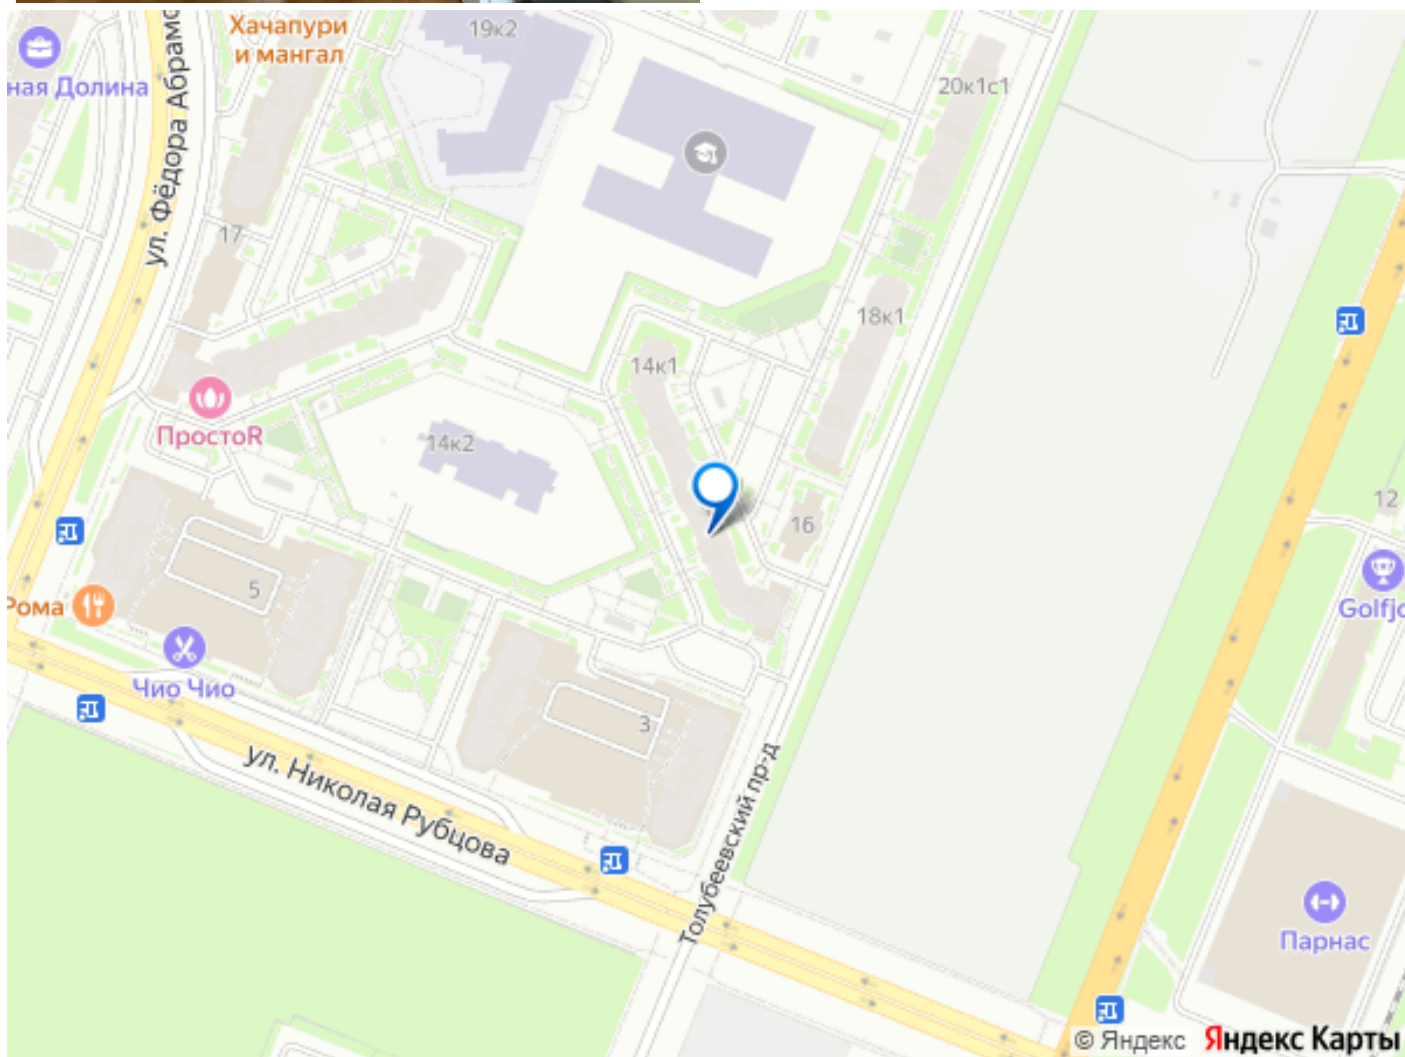 Хачапури
и мангал
19к2
ная Долина
20к1с1
ул. Фёдора Абрамо
17
18к1
14к1
ПростоR
14к2
12
16
5
Рома
Golfjo
Чио Чио
3
ул. Николая Рубцова
Толубеевский пр-д
Парнас
© Яндекс Яндекс Карты